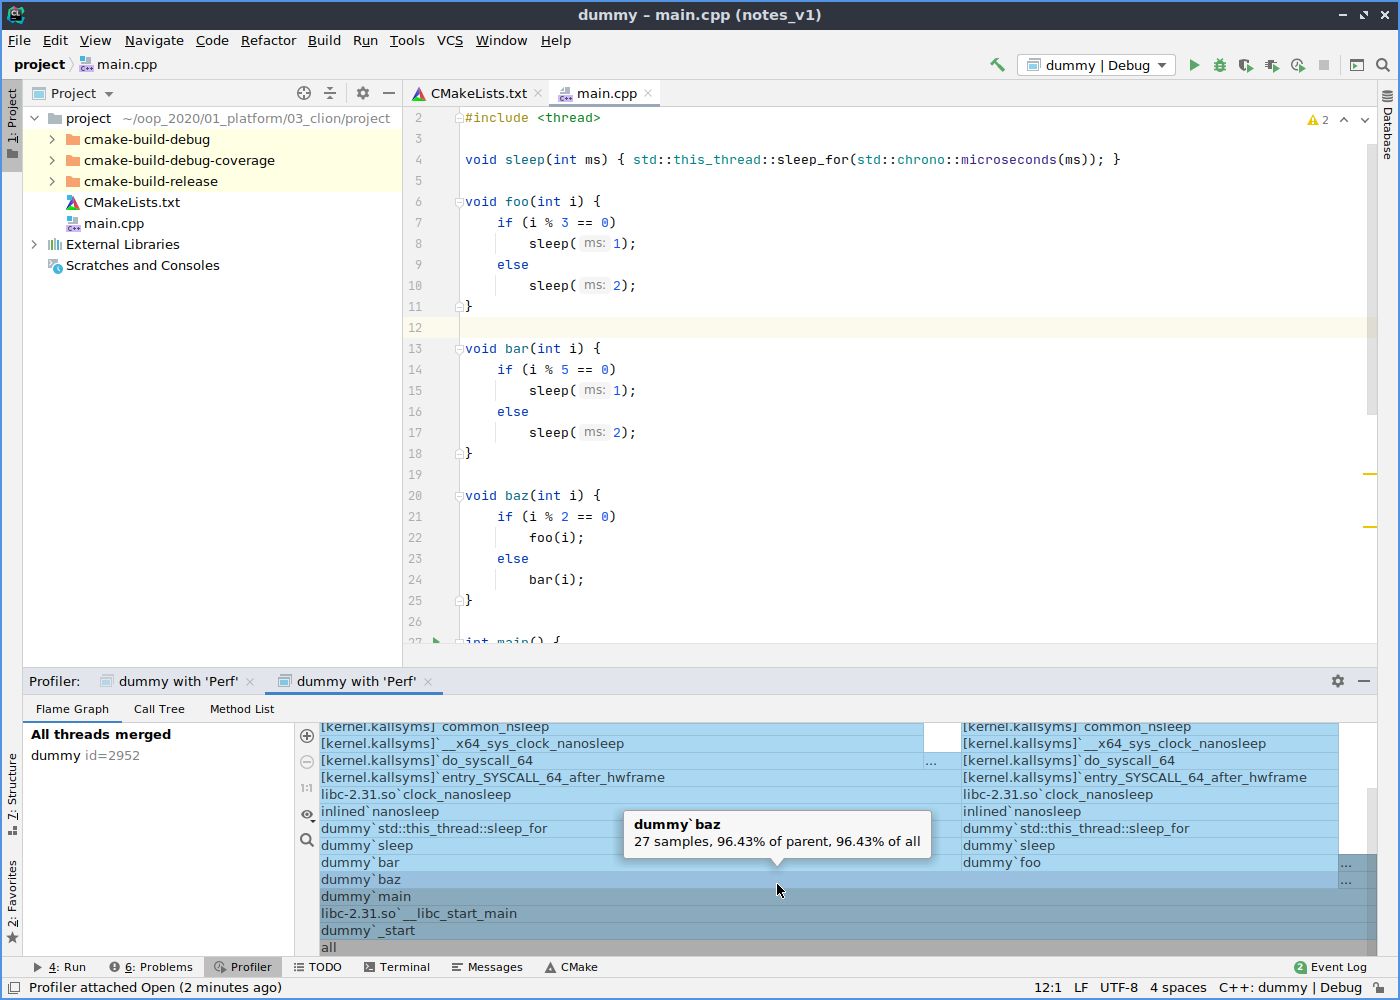 dummy – main.cpp (notes_v1)
File Edit View Navigate Code Refactor Build Run Tools VCS Window Help
project main.cpp dummy | Debug
1: Project
Project
project ~/oop_2020/01_platform/03_clion/project
cmake-build-debug
cmake-build-debug-coverage
cmake-build-release
CMakeLists.txt
main.cpp
External Libraries
Scratches and Consoles
CMakeLists.txt main.cpp
2 #include <thread>
2
3
4 void sleep(int ms) { std::this_thread::sleep_for(std::chrono::microseconds(ms)); }
5
6 void foo(int i) {
7 if (i % 3 == 0)
8 sleep( ms: 1);
9 else
10 sleep( ms: 2);
11 }
12
13 void bar(int i) {
14 if (i % 5 == 0)
15 sleep( ms: 1);
16 else
17 sleep( ms: 2);
18 }
19
20 void baz(int i) {
21 if (i % 2 == 0)
22 foo(i);
23 else
24 bar(i);
25 }
26
27 int main() {
Database
7: Structure
2: Favorites
Profiler: dummy with 'Perf' dummy with 'Perf'
Flame Graph Call Tree Method List
All threads merged
dummy id=2952
1:1
[kernel.kallsyms]`common_nsleep [kernel.kallsyms]`common_nsleep
[kernel.kallsyms]`__x64_sys_clock_nanosleep [kernel.kallsyms]`__x64_sys_clock_nanosleep
[kernel.kallsyms]`do_syscall_64 ... [kernel.kallsyms]`do_syscall_64
[kernel.kallsyms]`entry_SYSCALL_64_after_hwframe [kernel.kallsyms]`entry_SYSCALL_64_after_hwframe
libc-2.31.so`clock_nanosleep libc-2.31.so`clock_nanosleep
inlined`nanosleep inlined`nanosleep
dummy`std::this_thread::sleep_for dummy`std::this_thread::sleep_for
dummy`sleep dummy`sleep
dummy`bar dummy`foo ...
dummy`baz ...
dummy`main
libc-2.31.so`__libc_start_main
dummy`_start
all
dummy`baz
27 samples, 96.43% of parent, 96.43% of all
4: Run 6: Problems Profiler TODO Terminal Messages CMake 2 Event Log
Profiler attached Open (2 minutes ago) 12:1 LF UTF-8 4 spaces C++: dummy | Debug